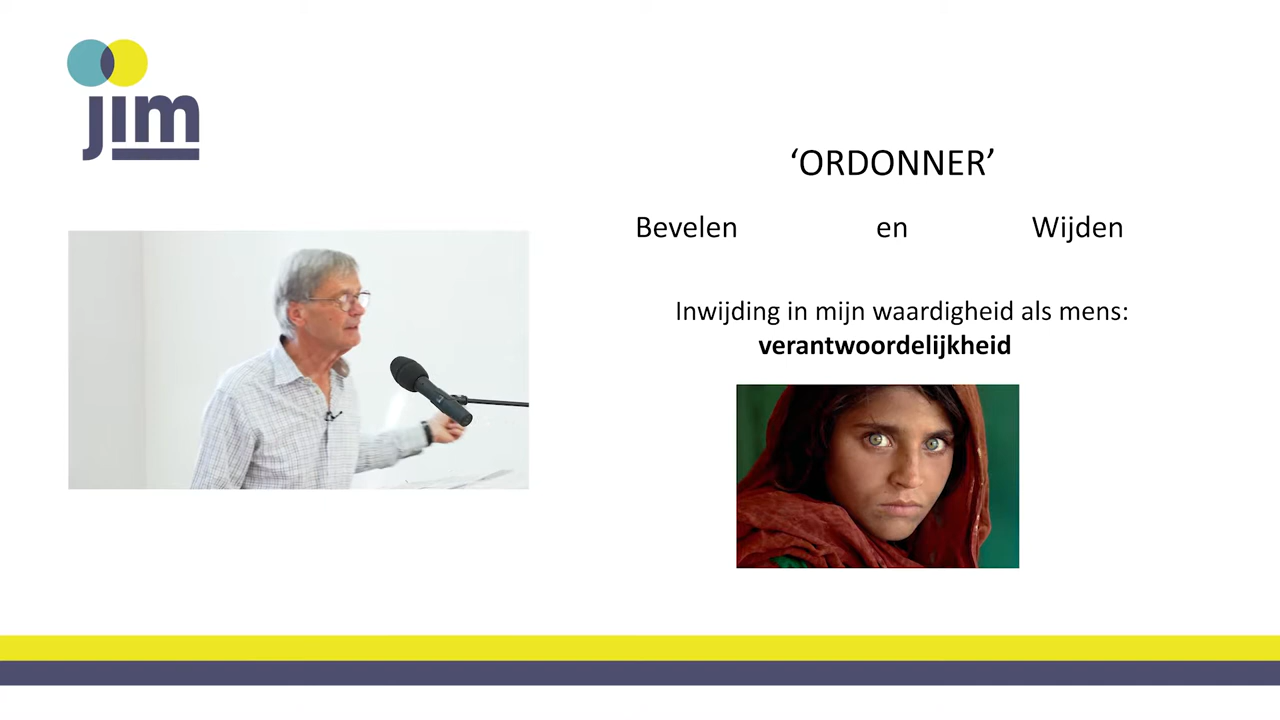 jim
‘ORDONNER’
Bevelen en Wijden
Inwijding in mijn waardigheid als mens:
verantwoordelijkheid